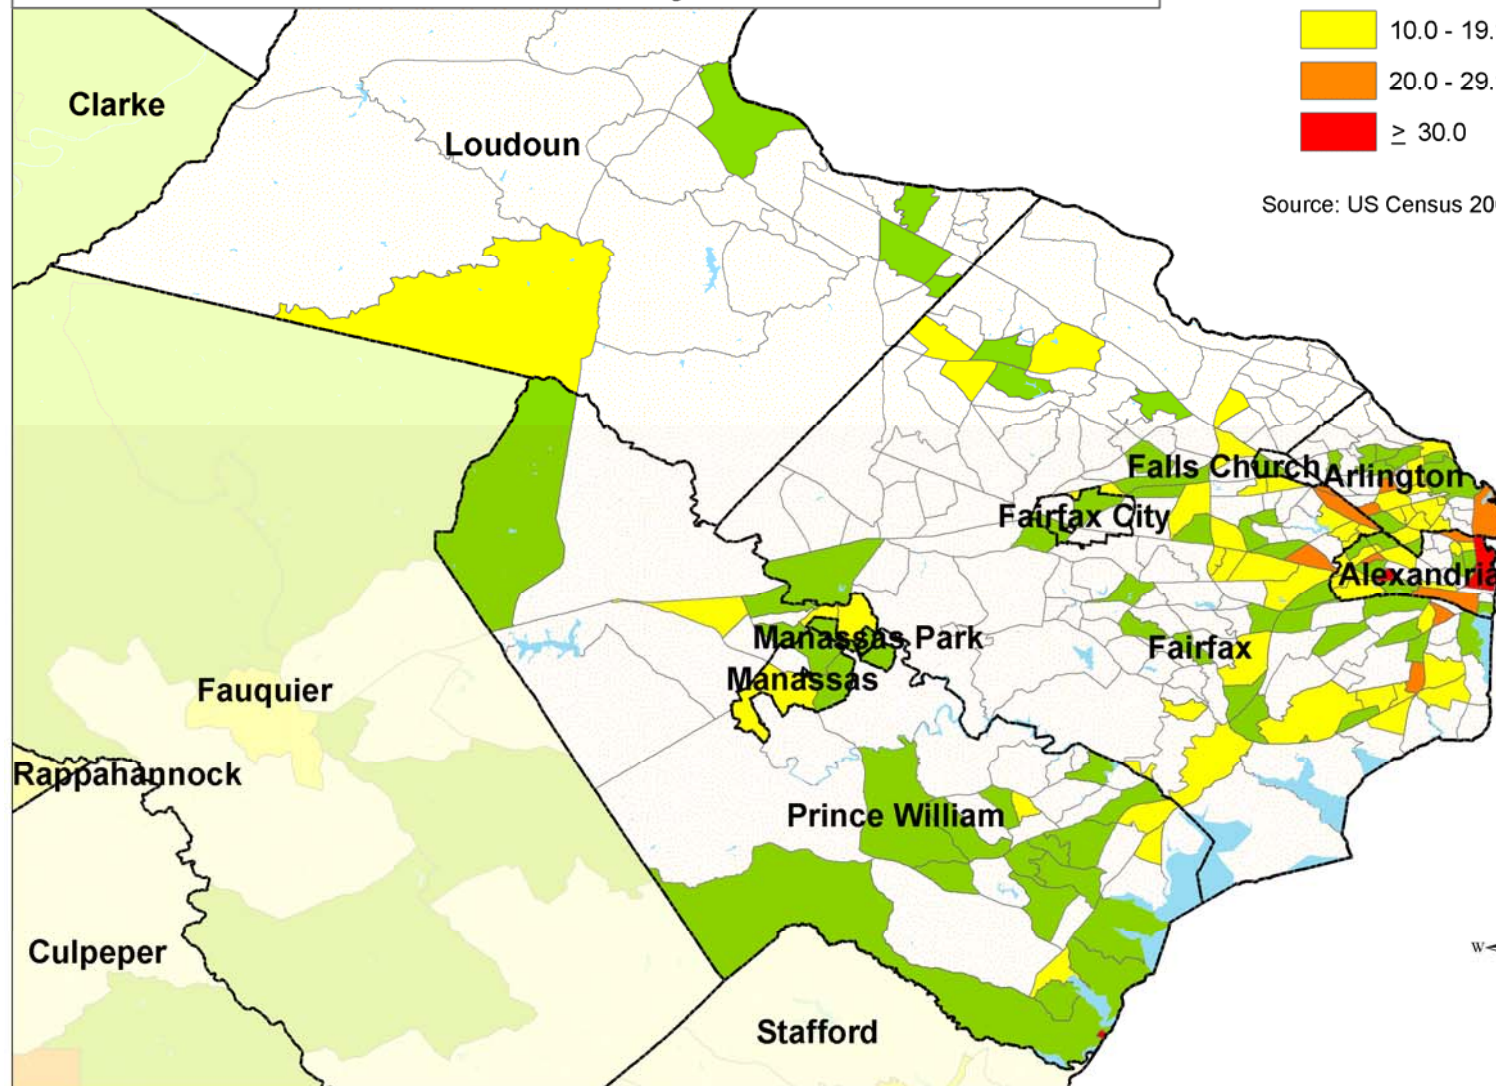 10.0 - 19.
20.0 - 29.
≥ 30.0
Source: US Census 20
Clarke
Loudoun
Falls Church
Arlington
Fairfax City
Alexandria
Manassas Park
Fairfax
Manassas
Fauquier
Rappahannock
Prince William
Culpeper
W
Stafford